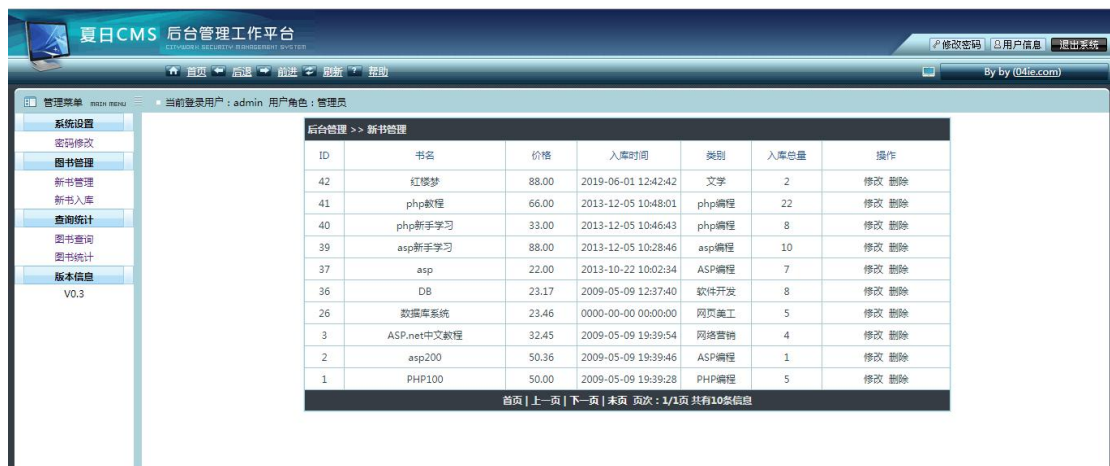 夏日CMS 后台管理工作平台
CITYWORK SECURITY MANAGEMENT SYSTEM
修改密码 用户信息 退出系统
首页 后退 前进 刷新 帮助
By by (04ie.com)
管理菜单 MAIN MENU
当前登录用户：admin 用户角色：管理员
系统设置
密码修改
图书管理
新书管理
新书入库
查询统计
图书查询
图书统计
版本信息
V0.3
后台管理 >> 新书管理
ID 书名 价格 入库时间 类别 入库总量 操作
42 红楼梦 88.00 2019-06-01 12:42:42 文学 2 修改 删除
41 php教程 66.00 2013-12-05 10:48:01 php编程 22 修改 删除
40 php新手学习 33.00 2013-12-05 10:46:43 php编程 8 修改 删除
39 asp新手学习 88.00 2013-12-05 10:28:46 asp编程 10 修改 删除
37 asp 22.00 2013-10-22 10:02:34 ASP编程 7 修改 删除
36 DB 23.17 2009-05-09 12:37:40 软件开发 8 修改 删除
26 数据库系统 23.46 0000-00-00 00:00:00 网页美工 5 修改 删除
3 ASP.net中文教程 32.45 2009-05-09 19:39:54 网络营销 4 修改 删除
2 asp200 50.36 2009-05-09 19:39:46 ASP编程 1 修改 删除
1 PHP100 50.00 2009-05-09 19:39:28 PHP编程 5 修改 删除
首页 | 上一页 | 下一页 | 末页 页次：1/1页 共有10条信息